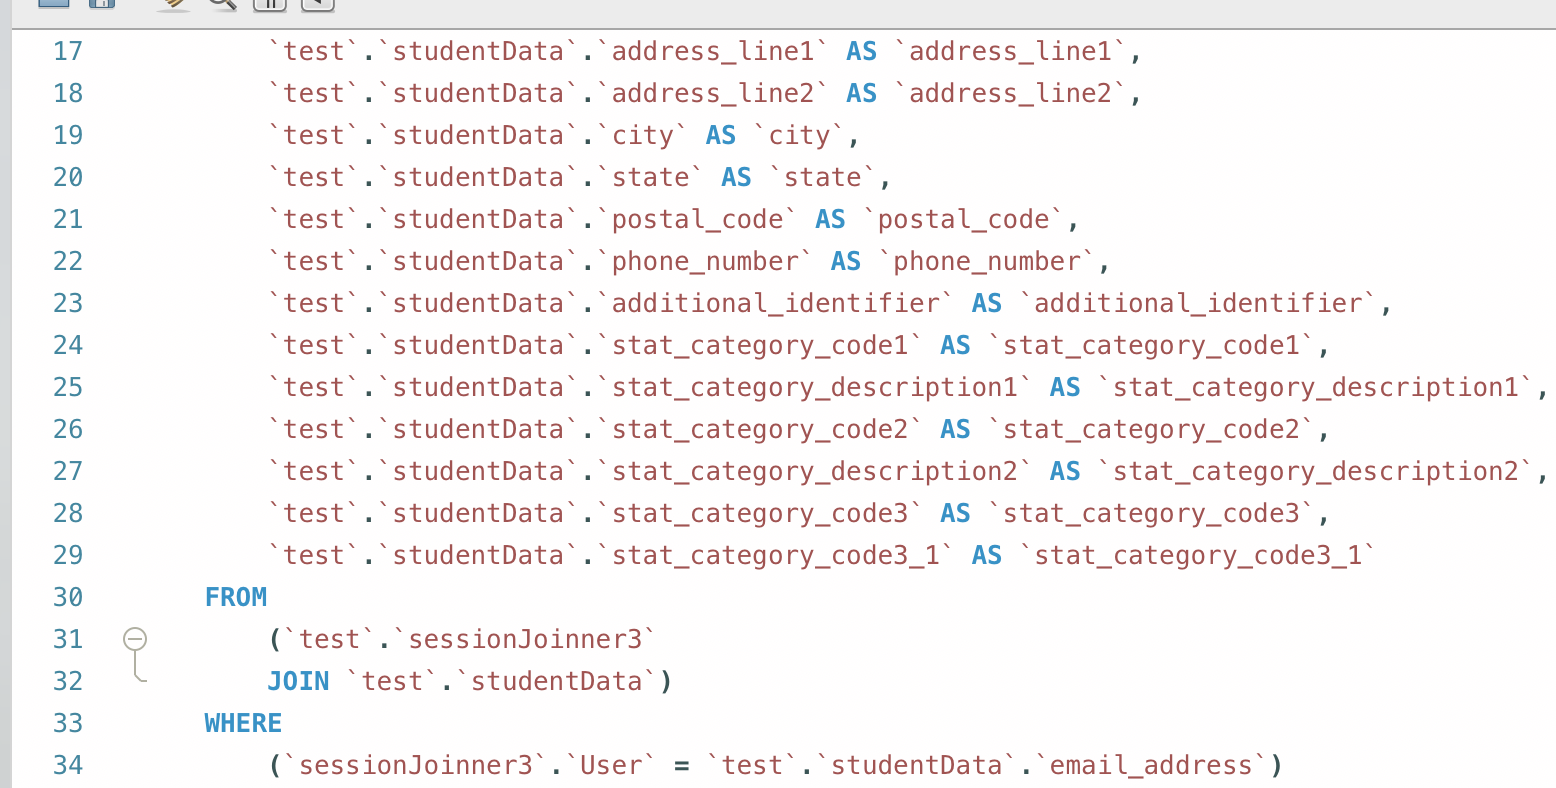 17 `test`.`studentData`.`address_line1` AS `address_line1`,
18 `test`.`studentData`.`address_line2` AS `address_line2`,
19 `test`.`studentData`.`city` AS `city`,
20 `test`.`studentData`.`state` AS `state`,
21 `test`.`studentData`.`postal_code` AS `postal_code`,
22 `test`.`studentData`.`phone_number` AS `phone_number`,
23 `test`.`studentData`.`additional_identifier` AS `additional_identifier`,
24 `test`.`studentData`.`stat_category_code1` AS `stat_category_code1`,
25 `test`.`studentData`.`stat_category_description1` AS `stat_category_description1`,
26 `test`.`studentData`.`stat_category_code2` AS `stat_category_code2`,
27 `test`.`studentData`.`stat_category_description2` AS `stat_category_description2`,
28 `test`.`studentData`.`stat_category_code3` AS `stat_category_code3`,
29 `test`.`studentData`.`stat_category_code3_1` AS `stat_category_code3_1`
30 FROM
31 (`test`.`sessionJoinner3`
32 JOIN `test`.`studentData`)
33 WHERE
34 (`sessionJoinner3`.`User` = `test`.`studentData`.`email_address`)